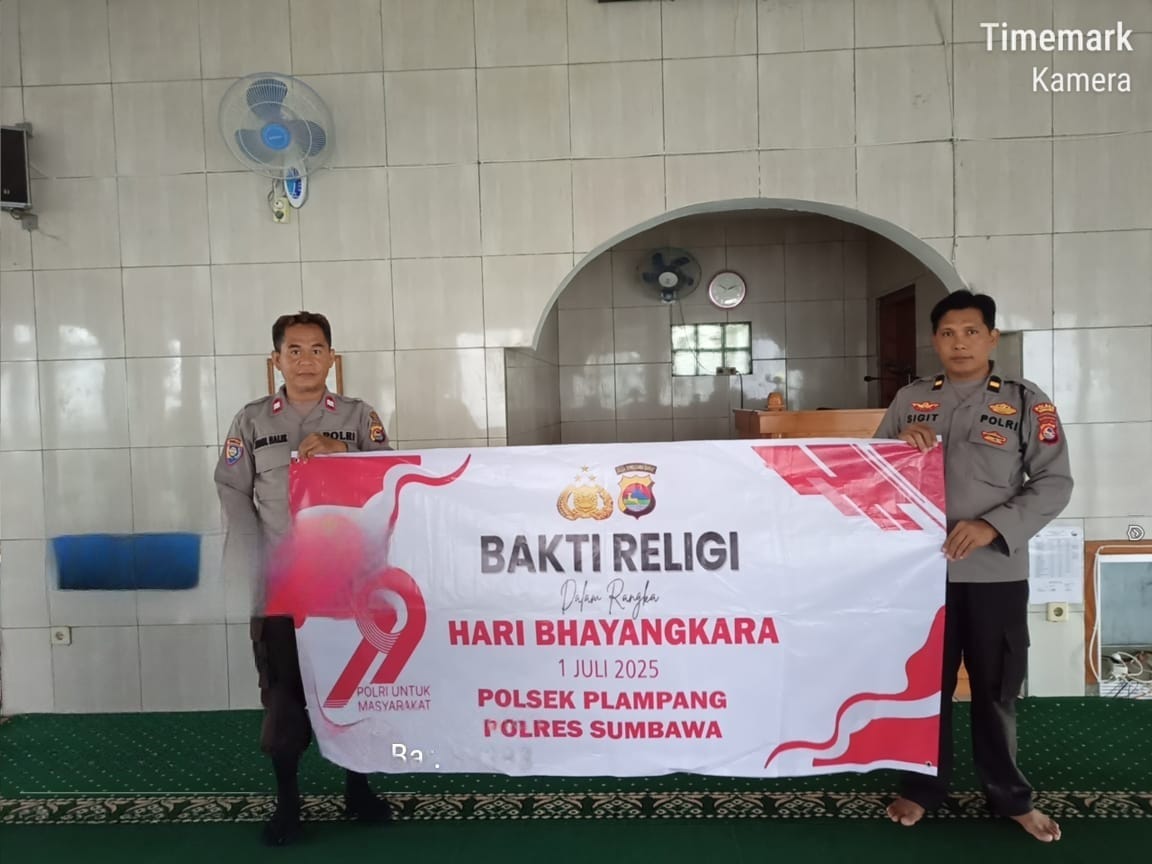 Timemark
Kamera
POLRI
SIGIT
POLRI
BAKTI RELIGI
Dalam Rangka
HARI BHAYANGKARA
1 JULI 2025
POLSEK PLAMPANG
POLRES SUMBAWA
79
POLRI UNTUK
MASYARAKAT